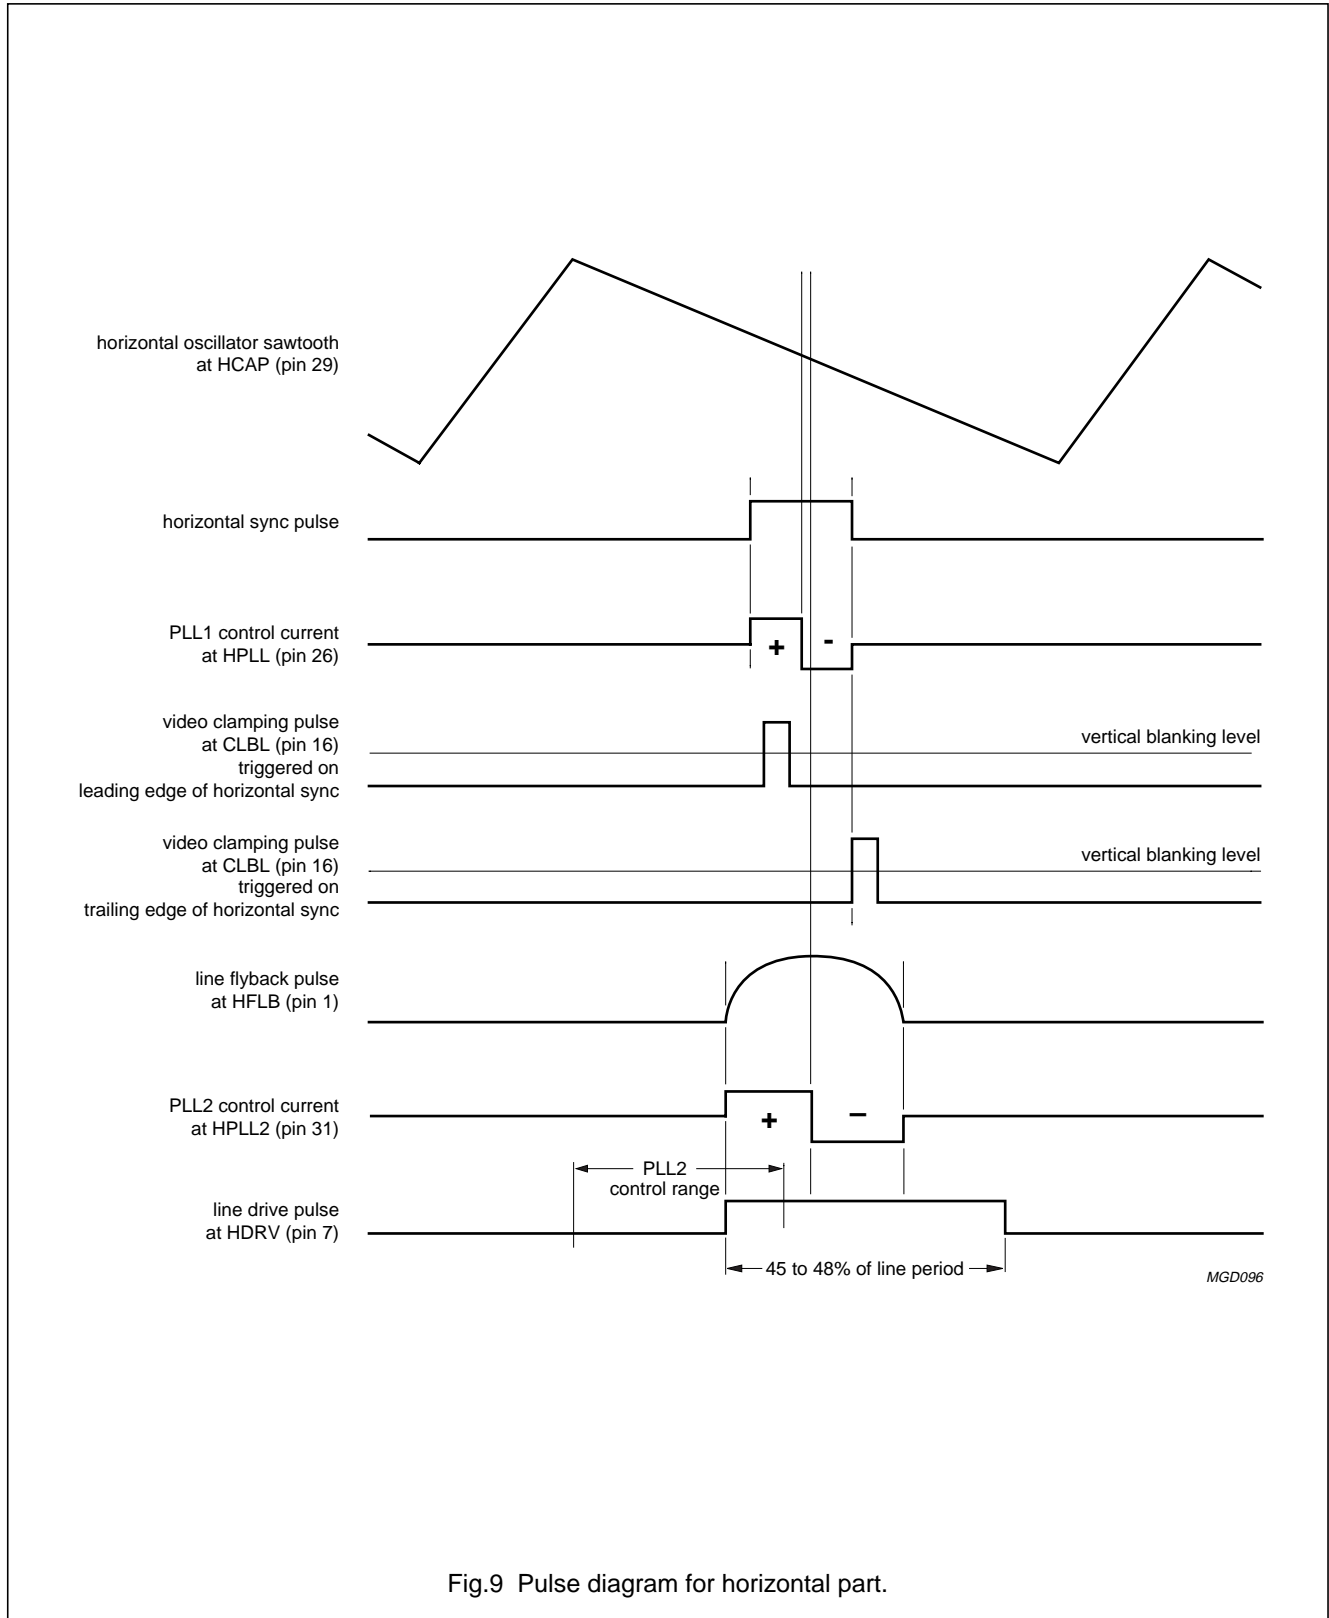 horizontal oscillator sawtooth
at HCAP (pin 29)
horizontal sync pulse
PLL1 control current
at HPLL (pin 26)
+
-
video clamping pulse
at CLBL (pin 16)
triggered on
leading edge of horizontal sync
vertical blanking level
video clamping pulse
at CLBL (pin 16)
triggered on
trailing edge of horizontal sync
vertical blanking level
line flyback pulse
at HFLB (pin 1)
PLL2 control current
at HPLL2 (pin 31)
+
−
PLL2
control range
line drive pulse
at HDRV (pin 7)
45 to 48% of line period
MGD096
Fig.9 Pulse diagram for horizontal part.